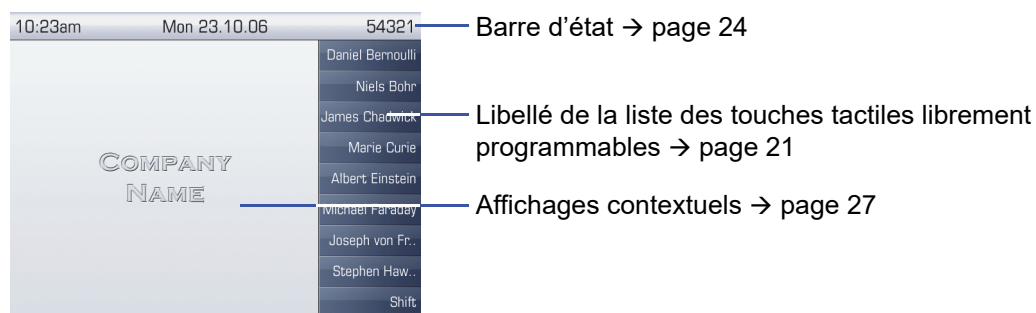 10:23am Mon 23.10.06 54321
Barre d’état → page 24
Daniel Bernoulli
Niels Bohr
James Chadwick
Libellé de la liste des touches tactiles librement
programmables → page 21
Marie Curie
Albert Einstein
COMPANY
NAME
Michael Faraday
Affichages contextuels → page 27
Joseph von Fr..
Stephen Haw..
Shift